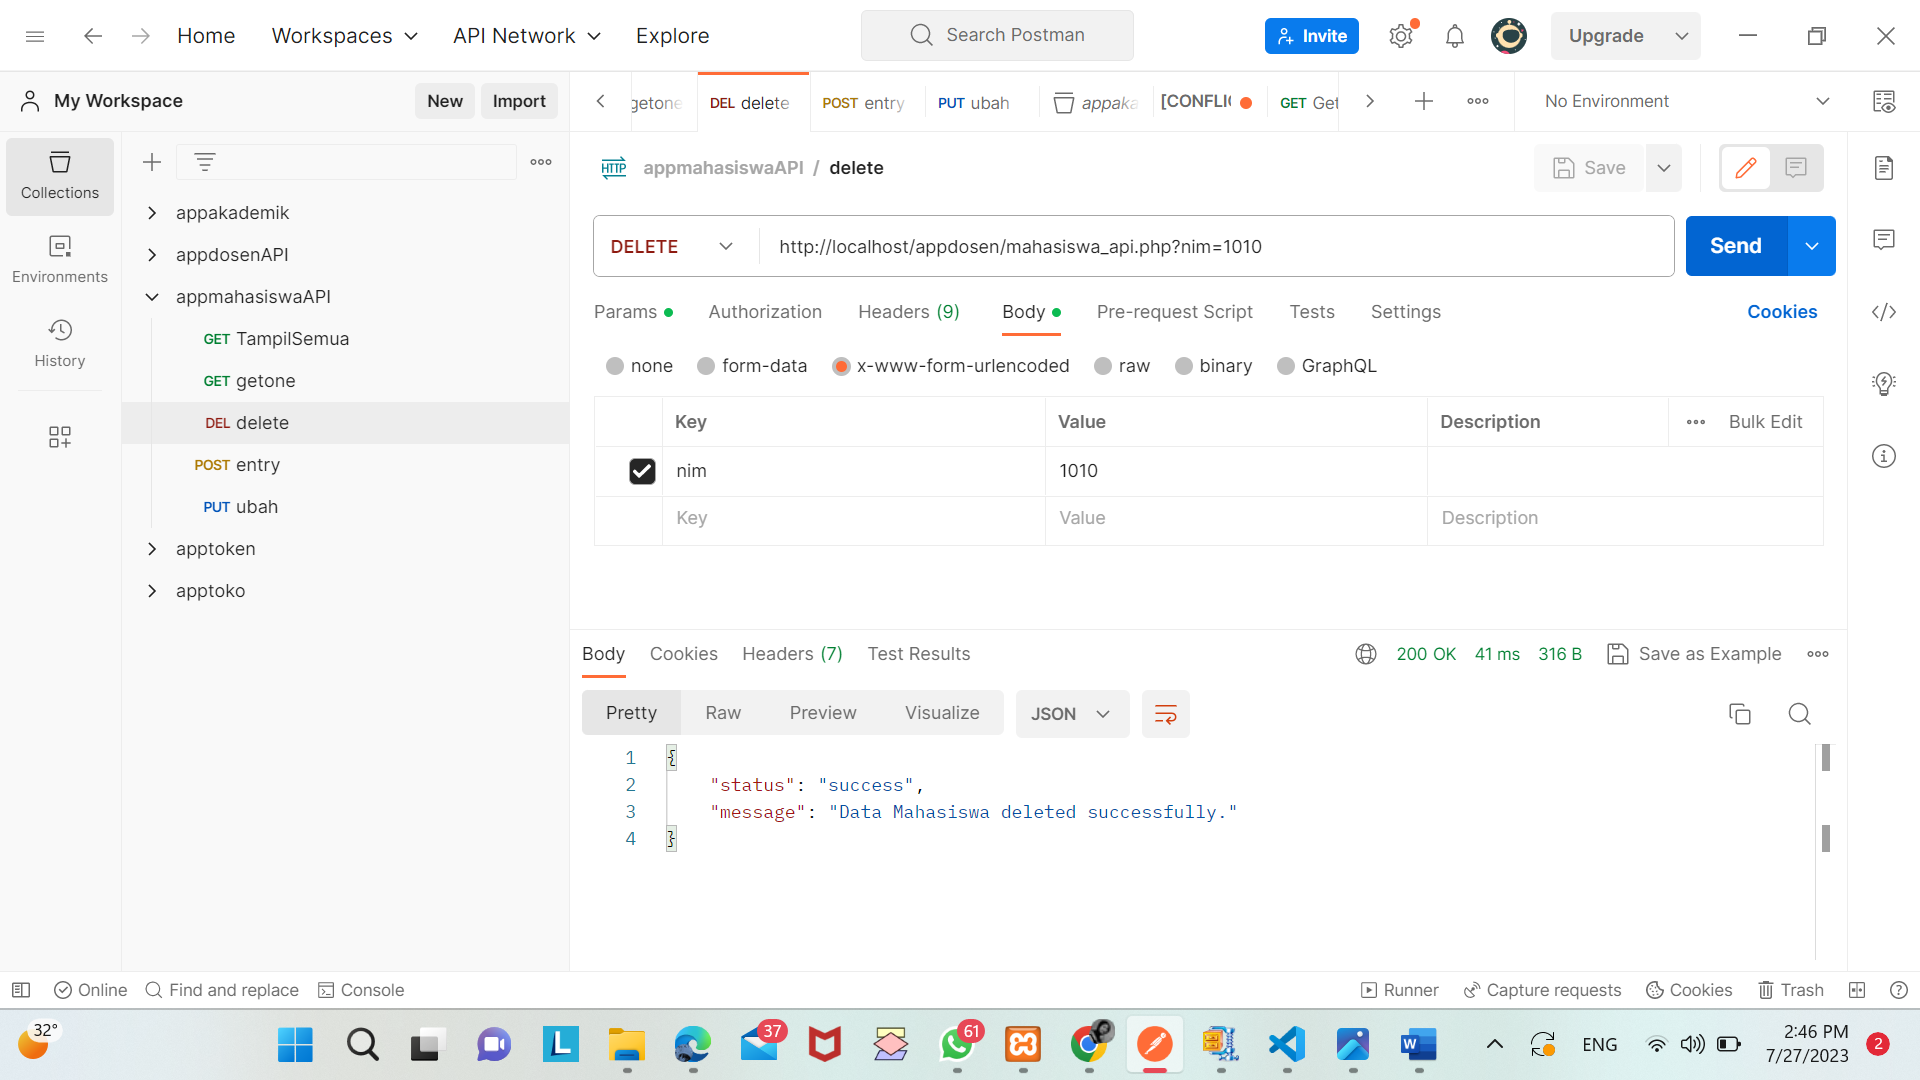 Home
Workspaces
API Network
Explore
Search Postman
Invite
Upgrade
My Workspace
New
Import
getone
DEL delete
POST entry
PUT ubah
appaka
[CONFLIC
GET Get
No Environment
Collections
Environments
History
appakademik
appdosenAPI
appmahasiswaAPI
GET TampilSemua
GET getone
DEL delete
POST entry
PUT ubah
apptoken
apptoko
HTTP appmahasiswaAPI / delete
Save
DELETE
http://localhost/appdosen/mahasiswa_api.php?nim=1010
Send
Params
Authorization
Headers (9)
Body
Pre-request Script
Tests
Settings
Cookies
none
form-data
x-www-form-urlencoded
raw
binary
GraphQL
Key
Value
Description
Bulk Edit
nim
1010
Key
Value
Description
Body
Cookies
Headers (7)
Test Results
200 OK
41 ms
316 B
Save as Example
Pretty
Raw
Preview
Visualize
JSON
1 {
2 "status": "success",
3 "message": "Data Mahasiswa deleted successfully."
4 }
Online
Find and replace
Console
Runner
Capture requests
Cookies
Trash
32°
L
37
61
W
ENG
2:46 PM
7/27/2023
2